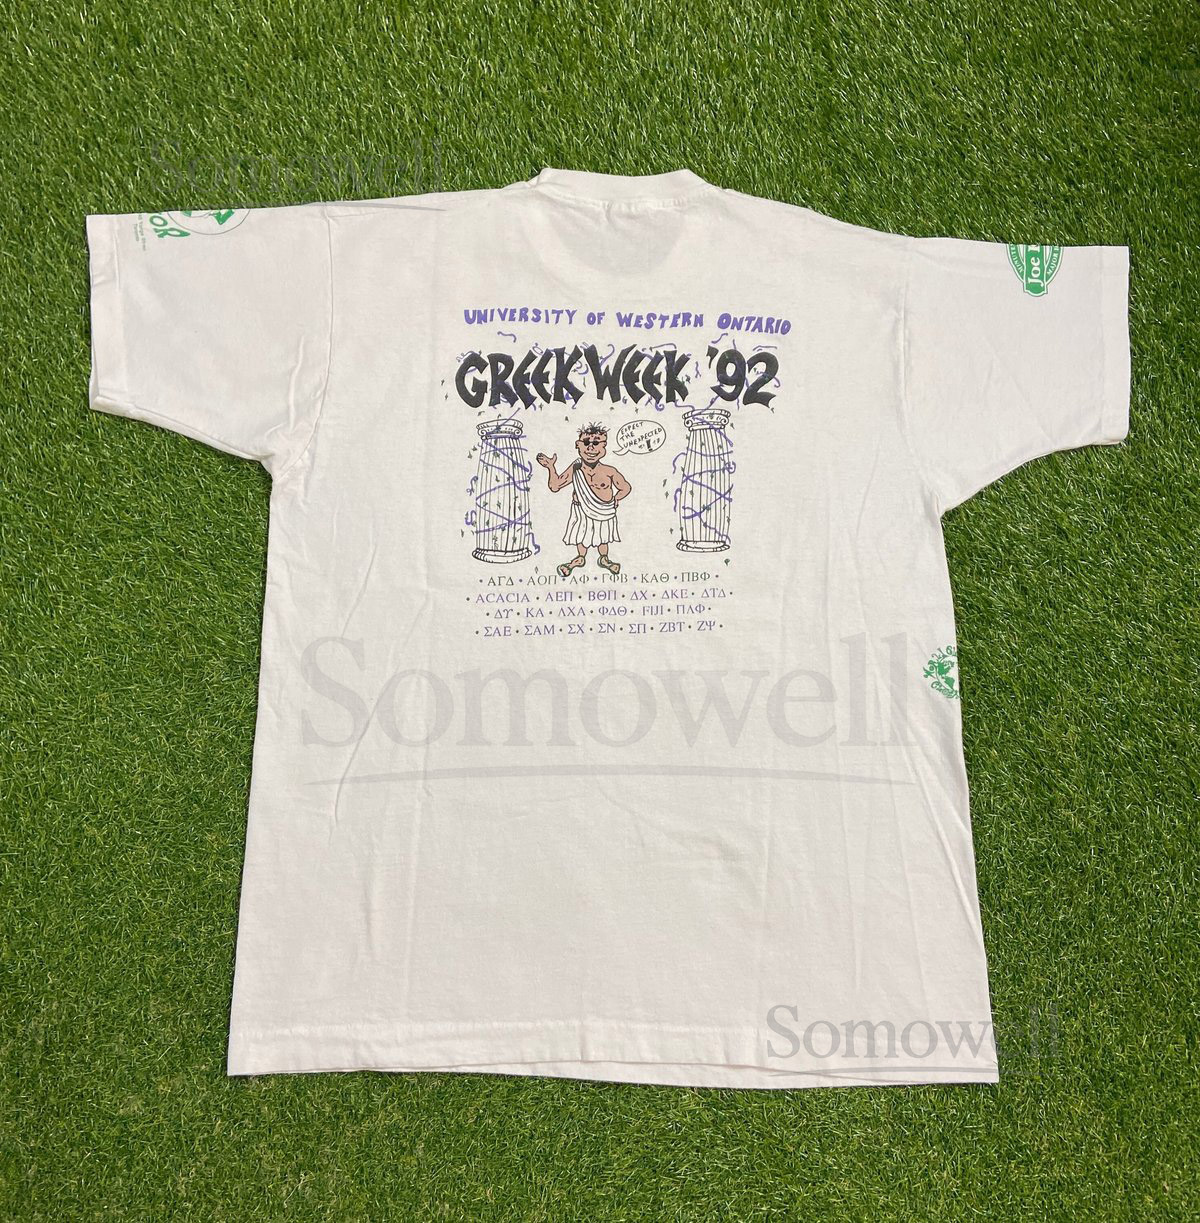 Somowell
UNIVERSITY OF WESTERN ONTARIO
GREEK WEEK '92
EXPECT
THE
UNEXPECTED
Joe
• ΑΓΔ • ΑΟΠ • ΑΦ • ΓΦΒ • ΚΑΘ • ΠΒΦ •
• ACACIA • ΑΕΠ • ΒΘΠ • ΔΧ • ΔΚΕ • ΔΤΔ •
• ΔΥ • ΚΑ • ΛΧΑ • ΦΔΘ • FIJI • ΠΛΦ •
• ΣΑΕ • ΣΑΜ • ΣΧ • ΣΝ • ΣΠ • ΖΒΤ • ΖΨ •
Somowell
Somowell